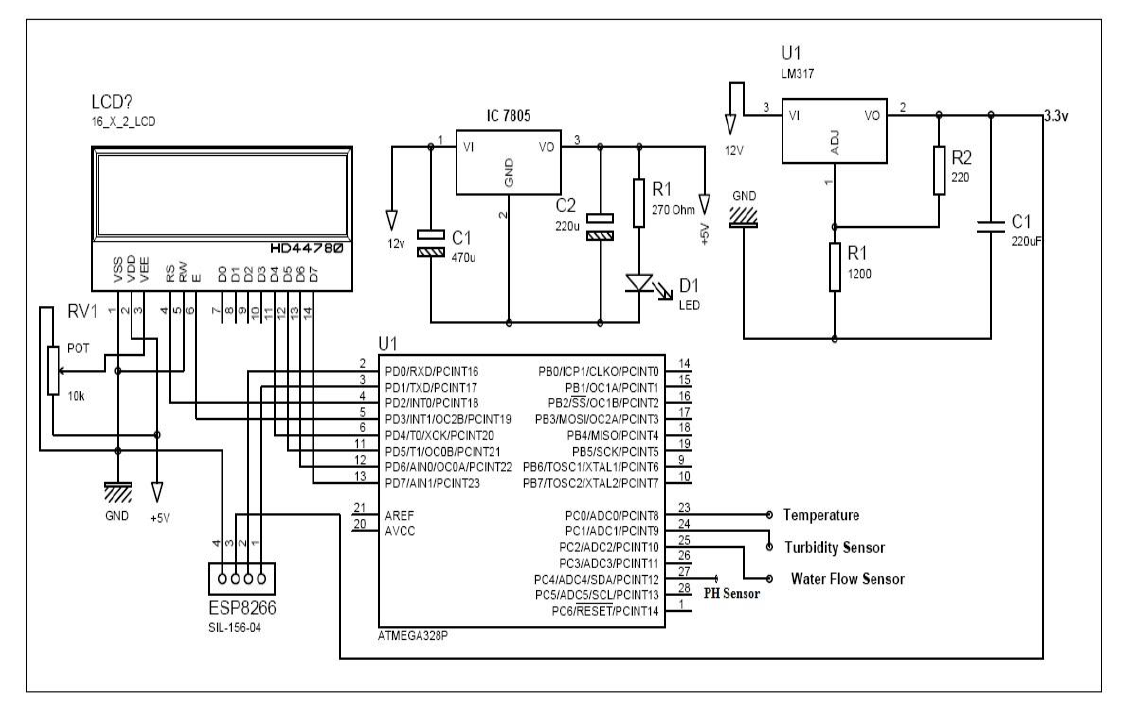 U1
LM317
3
VI
VO
2
ADJ
1
3.3v
12V
GND
R2
220
R1
1200
C1
220uF
IC 7805
1
VI
VO
3
GND
2
12v
C1
470u
C2
220u
R1
270 Ohm
+5V
D1
LED
LCD?
16_X_2_LCD
HD44780
VSS
VDD
VEE
RS
RW
E
D0
D1
D2
D3
D4
D5
D6
D7
1
2
3
4
5
6
7
8
9
10
11
12
13
14
RV1
POT
10k
GND
+5V
U1
2 PD0/RXD/PCINT16
3 PD1/TXD/PCINT17
4 PD2/INT0/PCINT18
5 PD3/INT1/OC2B/PCINT19
6 PD4/T0/XCK/PCINT20
11 PD5/T1/OC0B/PCINT21
12 PD6/AIN0/OC0A/PCINT22
13 PD7/AIN1/PCINT23
21 AREF
20 AVCC
PB0/ICP1/CLKO/PCINT0 14
PB1/OC1A/PCINT1 15
PB2/SS/OC1B/PCINT2 16
PB3/MOSI/OC2A/PCINT3 17
PB4/MISO/PCINT4 18
PB5/SCK/PCINT5 19
PB6/TOSC1/XTAL1/PCINT6 9
PB7/TOSC2/XTAL2/PCINT7 10
PC0/ADC0/PCINT8 23
PC1/ADC1/PCINT9 24
PC2/ADC2/PCINT10 25
PC3/ADC3/PCINT11 26
PC4/ADC4/SDA/PCINT12 27
PC5/ADC5/SCL/PCINT13 28
PC6/RESET/PCINT14 1
ATMEGA328P
Temperature
Turbidity Sensor
Water Flow Sensor
PH Sensor
4
3
2
1
ESP8266
SIL-156-04